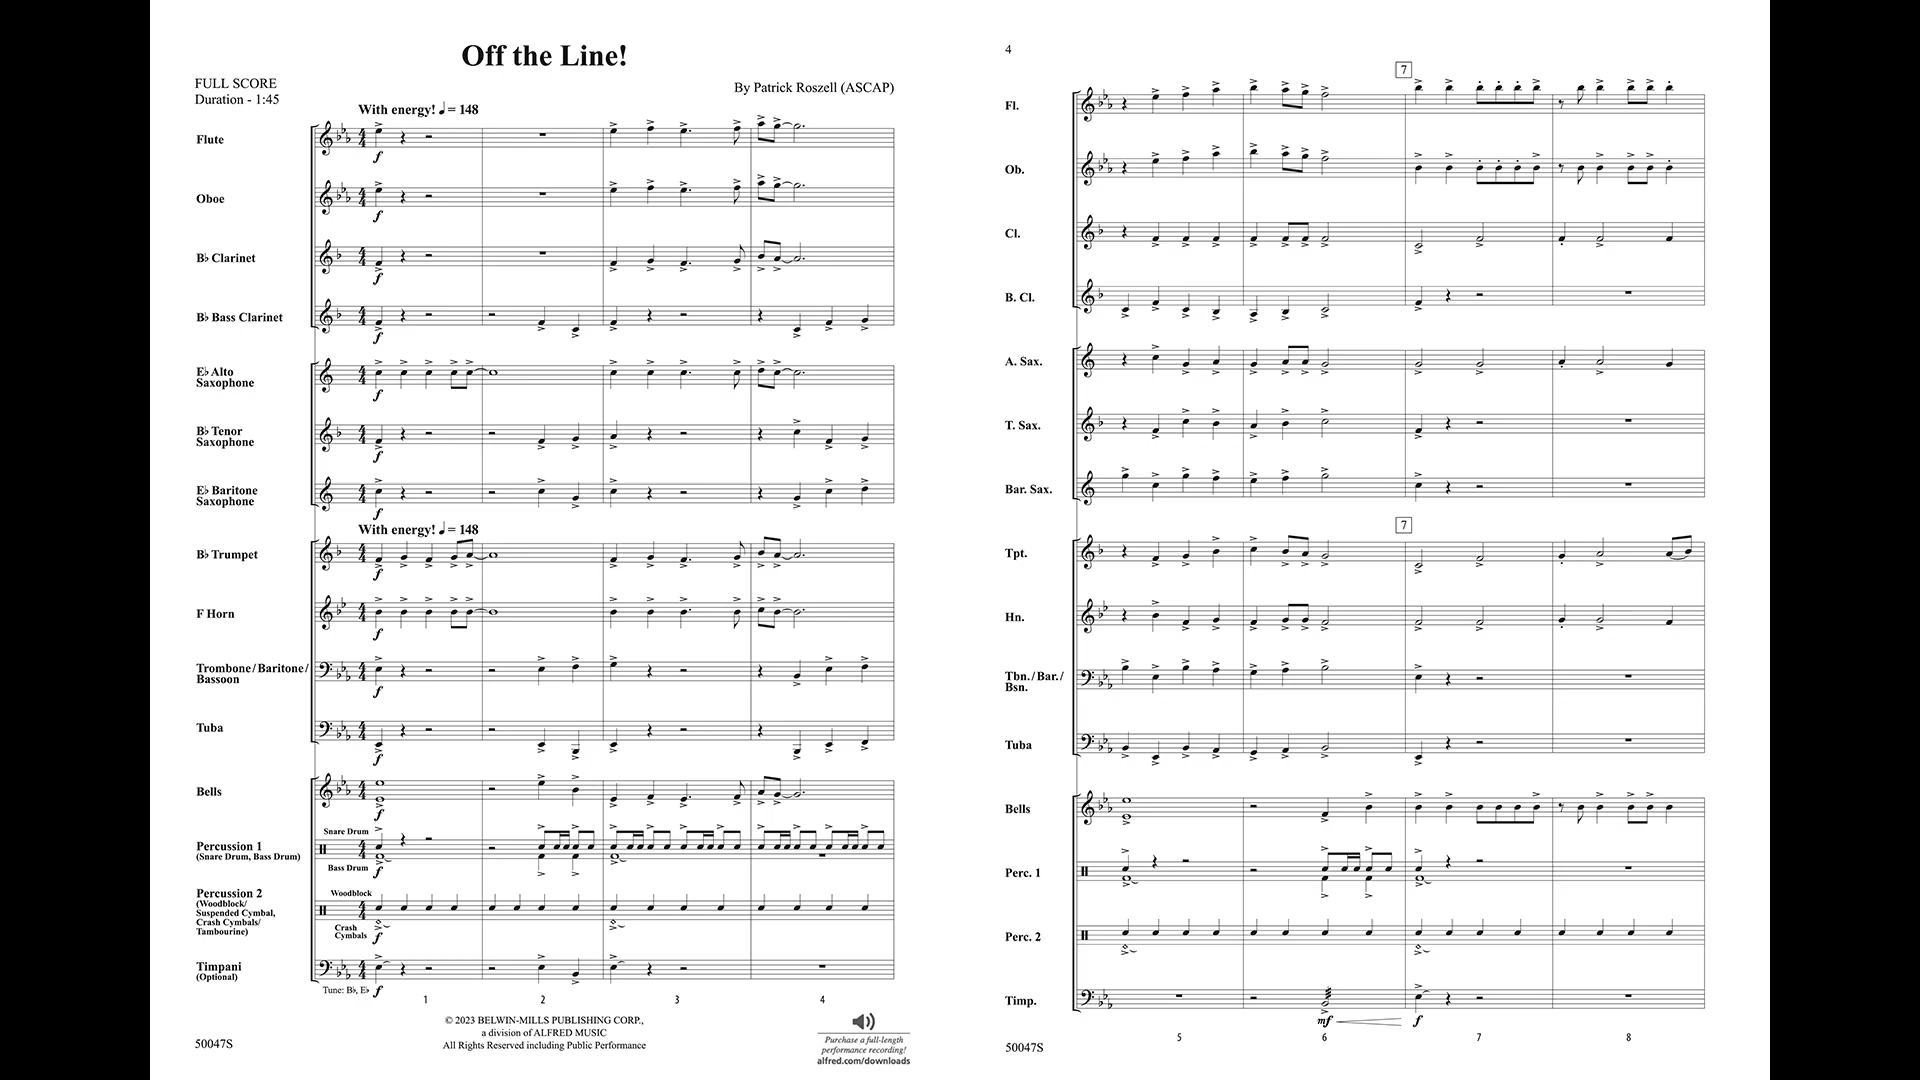 Off the Line!
FULL SCORE
Duration - 1:45
By Patrick Roszell (ASCAP)
With energy! ♩ = 148
Flute
f
Oboe
f
B♭ Clarinet
f
B♭ Bass Clarinet
f
E♭ Alto
Saxophone
f
B♭ Tenor
Saxophone
f
E♭ Baritone
Saxophone
f
With energy! ♩ = 148
B♭ Trumpet
f
F Horn
f
Trombone/Baritone/
Bassoon
f
Tuba
f
Bells
f
Snare Drum
Percussion 1
(Snare Drum, Bass Drum)
Bass Drum
f
Percussion 2
Woodblock
(Woodblock/
Suspended Cymbal,
Crash Cymbals/
Tambourine)
Crash
Cymbals
f
Timpani
(Optional)
Tune: B♭, E♭
f
1 2 3 4
© 2023 BELWIN-MILLS PUBLISHING CORP.,
a division of ALFRED MUSIC
All Rights Reserved including Public Performance
50047S
Purchase a full-length
performance recording!
alfred.com/downloads
4
7
Fl.
Ob.
Cl.
B. Cl.
A. Sax.
T. Sax.
Bar. Sax.
7
Tpt.
Hn.
Tbn./Bar./
Bsn.
Tuba
Bells
Perc. 1
Perc. 2
Timp.
mf f
5 6 7 8
50047S